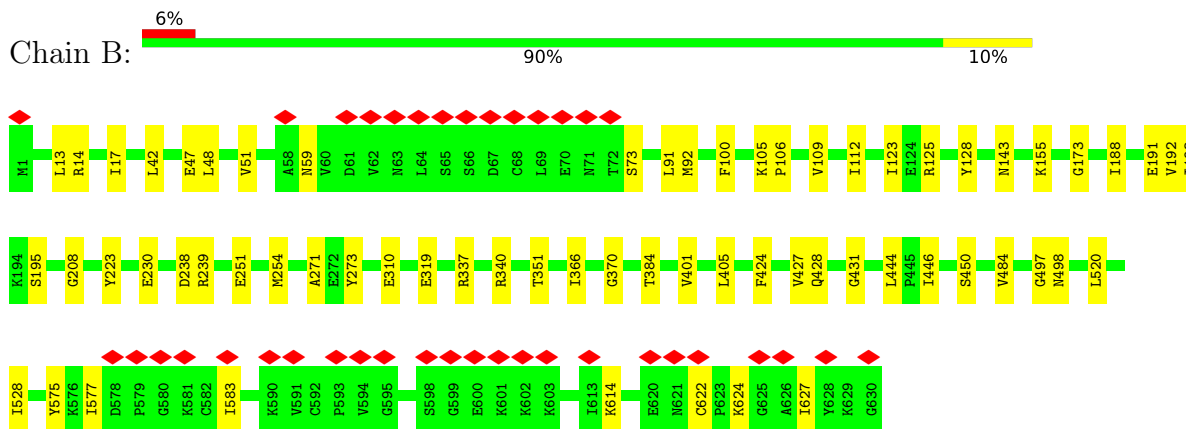 6%
Chain B:
90% 10%
M1 L13 R14 I17 L42 E47 L48 V51 A58 N59 V60 D61 V62 N63 L64 S65 S66 D67 C68 L69 E70 N71 T72 S73 L91 M92 F100 K105 P106 V109 I112 I123 E124 R125 Y128 N143 K155 G173 I188 E191 V192
K194 S195 G208 Y223 E230 D238 R239 E251 M254 A271 E272 Y273 E310 E319 R337 R340 T351 I366 G370 T384 V401 L405 F424 V427 Q428 G431 L444 P445 I446 S450 V484 G497 N498 L520
I528 Y575 K576 I577 D578 P579 G580 K581 C582 I583 K590 V591 C592 P593 V594 G595 S598 G599 E600 K601 K602 K603 I613 K614 E620 N621 C622 P623 K624 G625 A626 I627 Y628 K629 G630